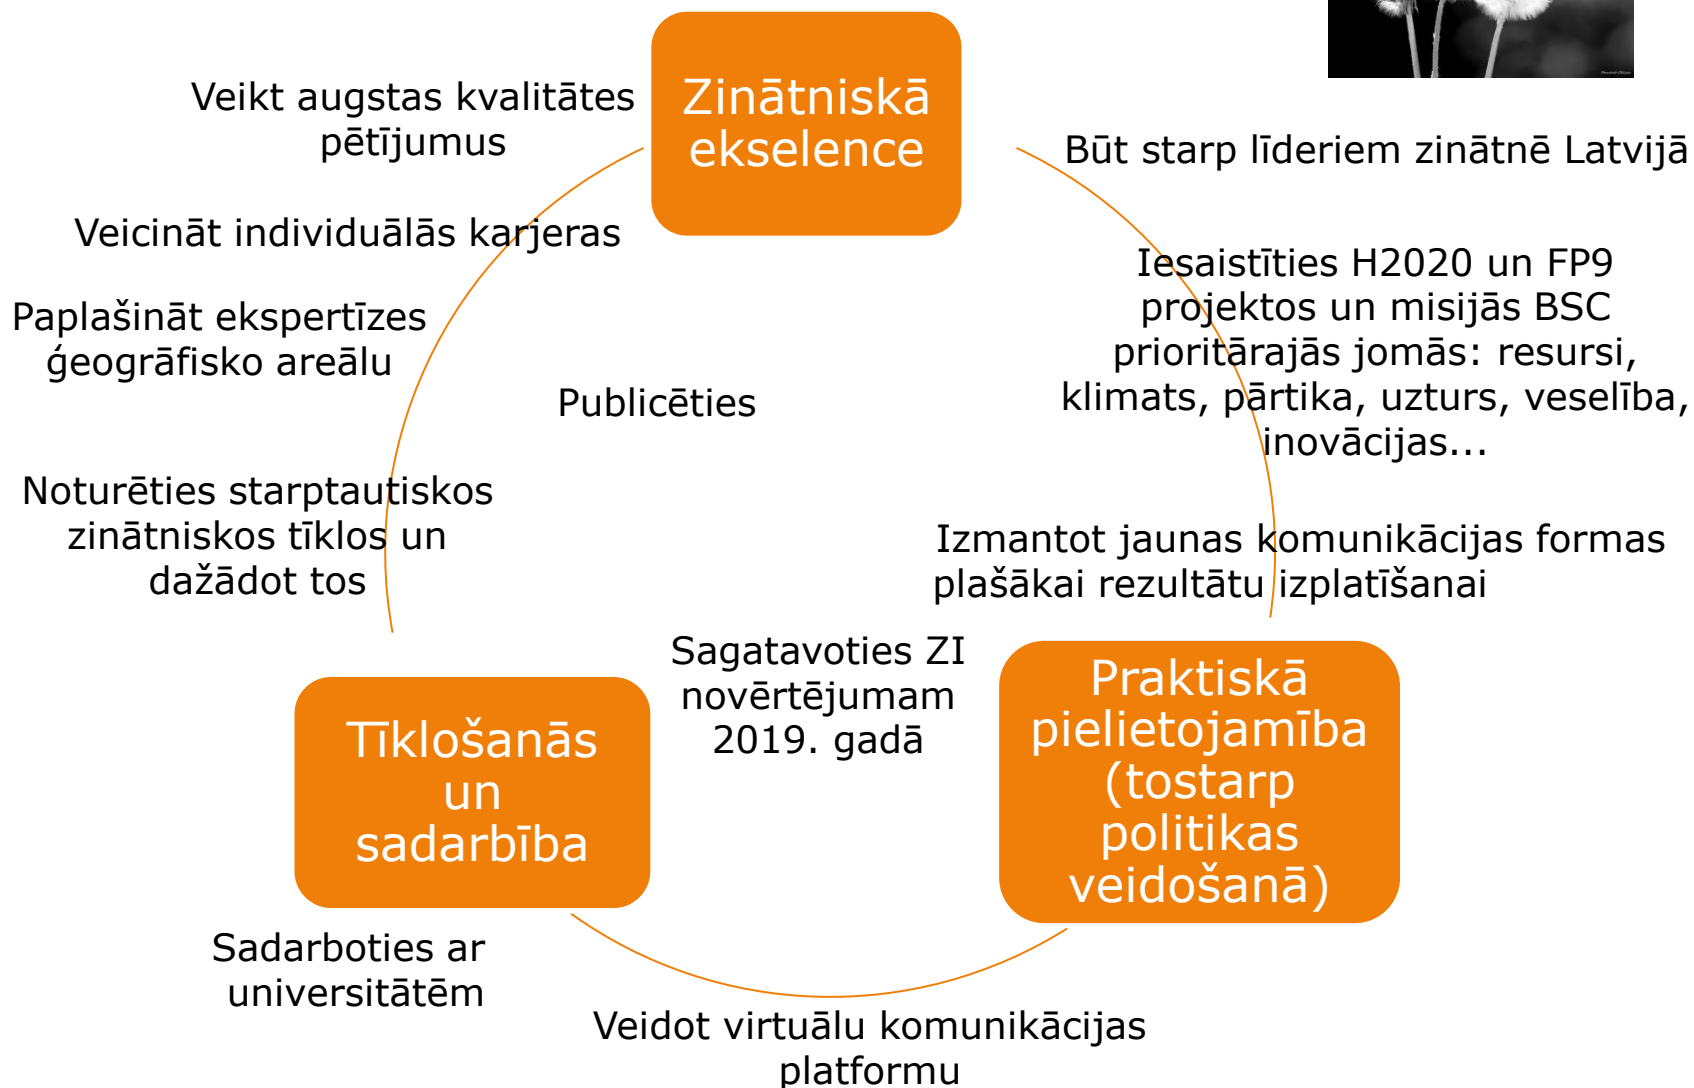 Zinātniskā
ekselence
Veikt augstas kvalitātes
pētījumus
Būt starp līderiem zinātnē Latvijā
Veicināt individuālās karjeras
Iesaistīties H2020 un FP9
projektos un misijās BSC
prioritārajās jomās: resursi,
klimats, pārtika, uzturs, veselība,
inovācijas...
Paplašināt ekspertīzes
ģeogrāfisko areālu
Publicēties
Noturēties starptautiskos
zinātniskos tīklos un
dažādot tos
Izmantot jaunas komunikācijas formas
plašākai rezultātu izplatīšanai
Sagatavoties ZI
novērtējumam
2019. gadā
Tīklošanās
un
sadarbība
Praktiskā
pielietojamība
(tostarp
politikas
veidošanā)
Sadarboties ar
universitātēm
Veidot virtuālu komunikācijas
platformu